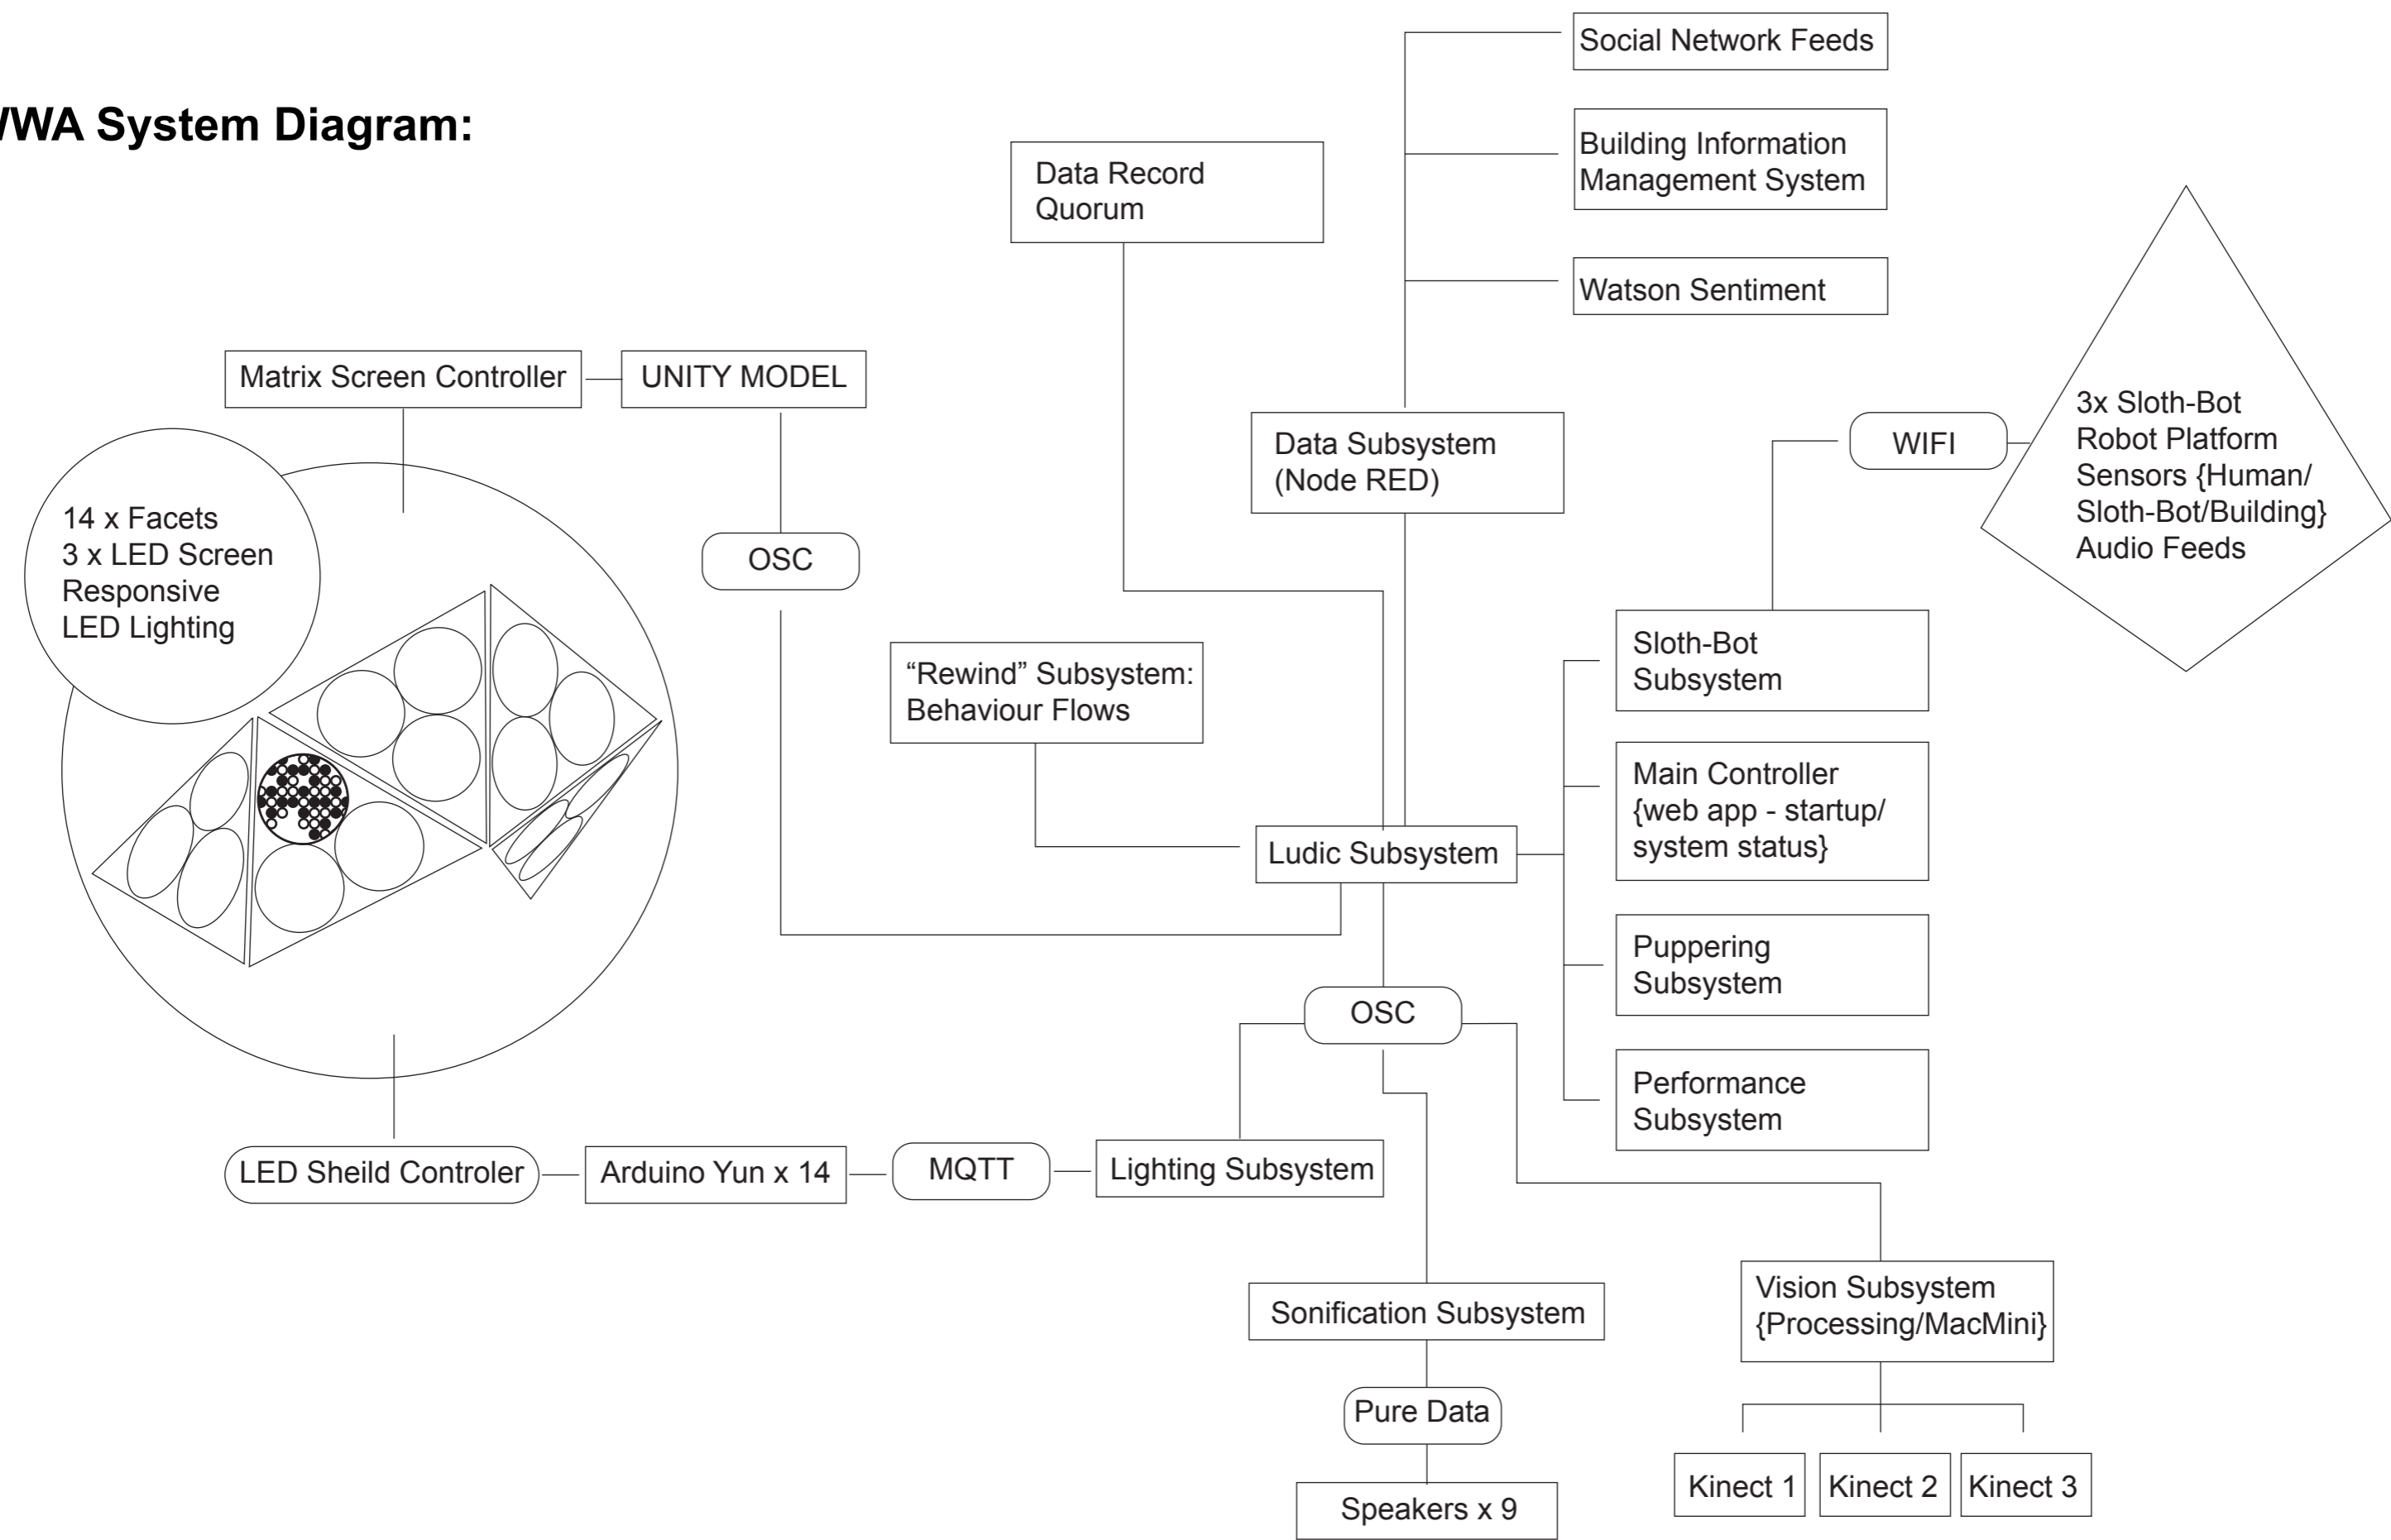 WWA System Diagram:
Social Network Feeds
Building Information
Management System
Data Record
Quorum
Watson Sentiment
Matrix Screen Controller
UNITY MODEL
Data Subsystem
(Node RED)
WIFI
3x Sloth-Bot
Robot Platform
Sensors {Human/
Sloth-Bot/Building}
Audio Feeds
14 x Facets
3 x LED Screen
Responsive
LED Lighting
OSC
"Rewind" Subsystem:
Behaviour Flows
Sloth-Bot
Subsystem
Main Controller
{web app - startup/
system status}
Ludic Subsystem
Puppering
Subsystem
OSC
Performance
Subsystem
LED Sheild Controler
Arduino Yun x 14
MQTT
Lighting Subsystem
Sonification Subsystem
Vision Subsystem
{Processing/MacMini}
Pure Data
Speakers x 9
Kinect 1
Kinect 2
Kinect 3